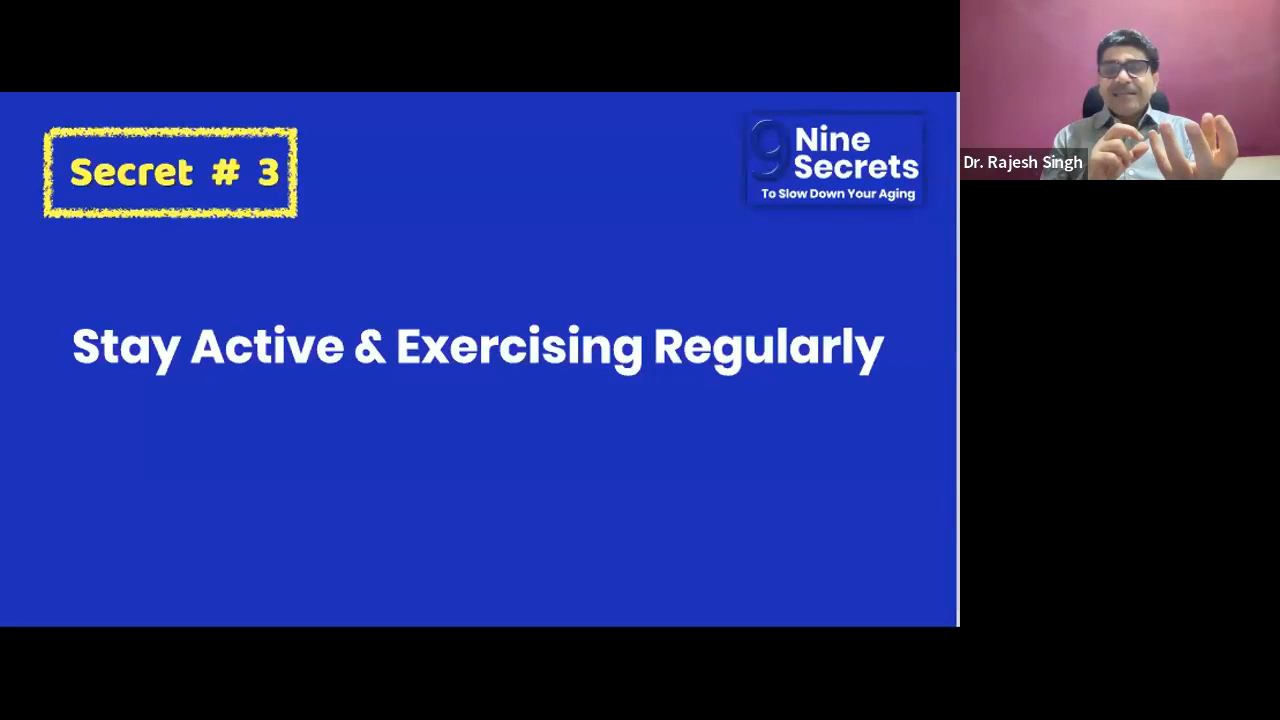 Secret # 3
9 Nine
Secrets
To Slow Down Your Aging
Dr. Rajesh Singh
Stay Active & Exercising Regularly